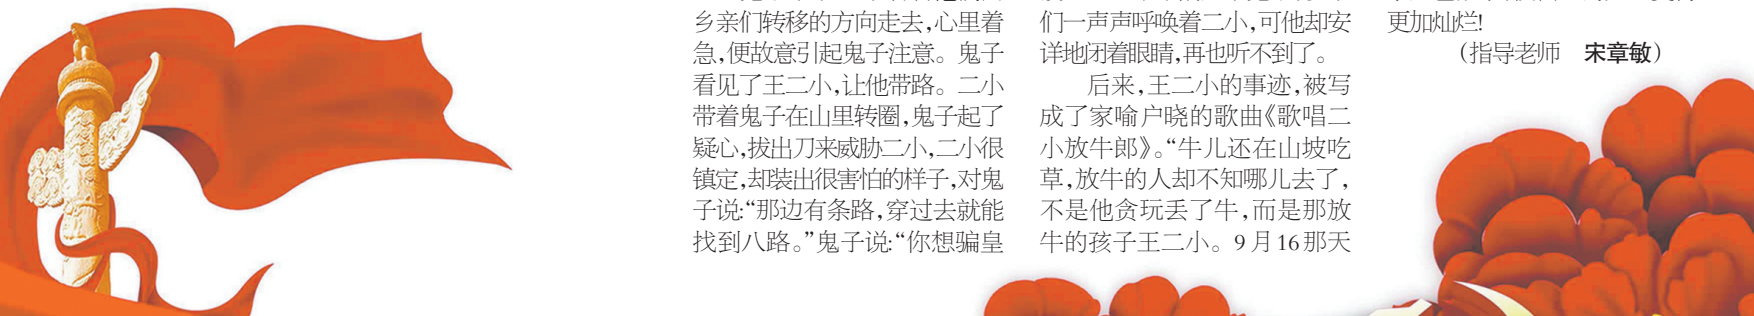 乡亲们转移的方向走去，心里着
急，便故意引起鬼子注意。鬼子
看见了王二小，让他带路。二小
带着鬼子在山里转圈，鬼子起了
疑心，拔出刀来威胁二小，二小很
镇定，却装出很害怕的样子，对鬼
子说：“那边有条路，穿过去就能
找到八路。”鬼子说：“你想骗皇
们一声声呼唤着二小，可他却安
详地闭着眼睛，再也听不到了。
后来，王二小的事迹，被写
成了家喻户晓的歌曲《歌唱二
小放牛郎》。“牛儿还在山坡吃
草，放牛的人却不知哪儿去了，
不是他贪玩丢了牛，而是那放
牛的孩子王二小。9月16那天
更加灿烂！
（指导老师　宋章敏）